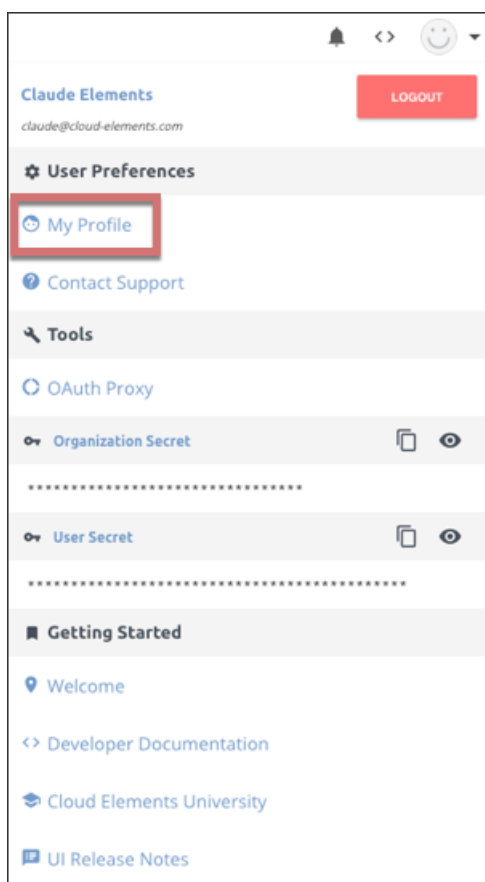 Claude Elements
LOGOUT
claude@cloud-elements.com
User Preferences
My Profile
Contact Support
Tools
OAuth Proxy
Organization Secret
********************************
User Secret
********************************************
Getting Started
Welcome
<> Developer Documentation
Cloud Elements University
UI Release Notes